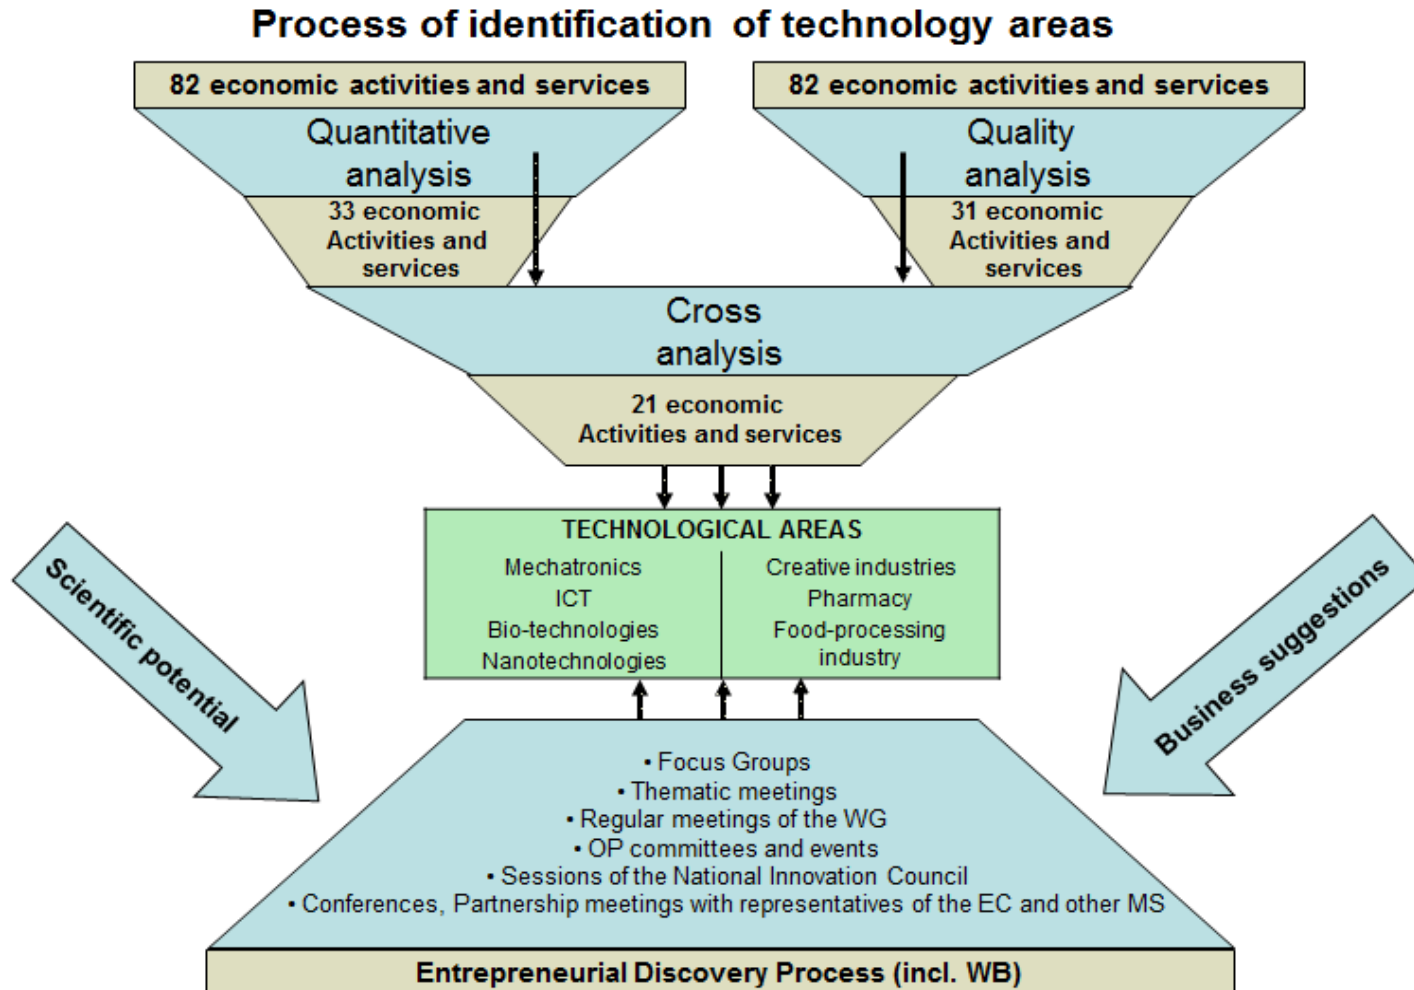 Process of identification of technology areas
82 economic activities and services
82 economic activities and services
Quantitative
analysis
Quality
analysis
33 economic
Activities and
services
31 economic
Activities and
services
Cross
analysis
21 economic
Activities and services
TECHNOLOGICAL AREAS
Mechatronics
ICT
Bio-technologies
Nanotechnologies
Creative industries
Pharmacy
Food-processing
industry
Scientific potential
Business suggestions
• Focus Groups
• Thematic meetings
• Regular meetings of the WG
• OP committees and events
• Sessions of the National Innovation Council
• Conferences, Partnership meetings with representatives of the EC and other MS
Entrepreneurial Discovery Process (incl. WB)